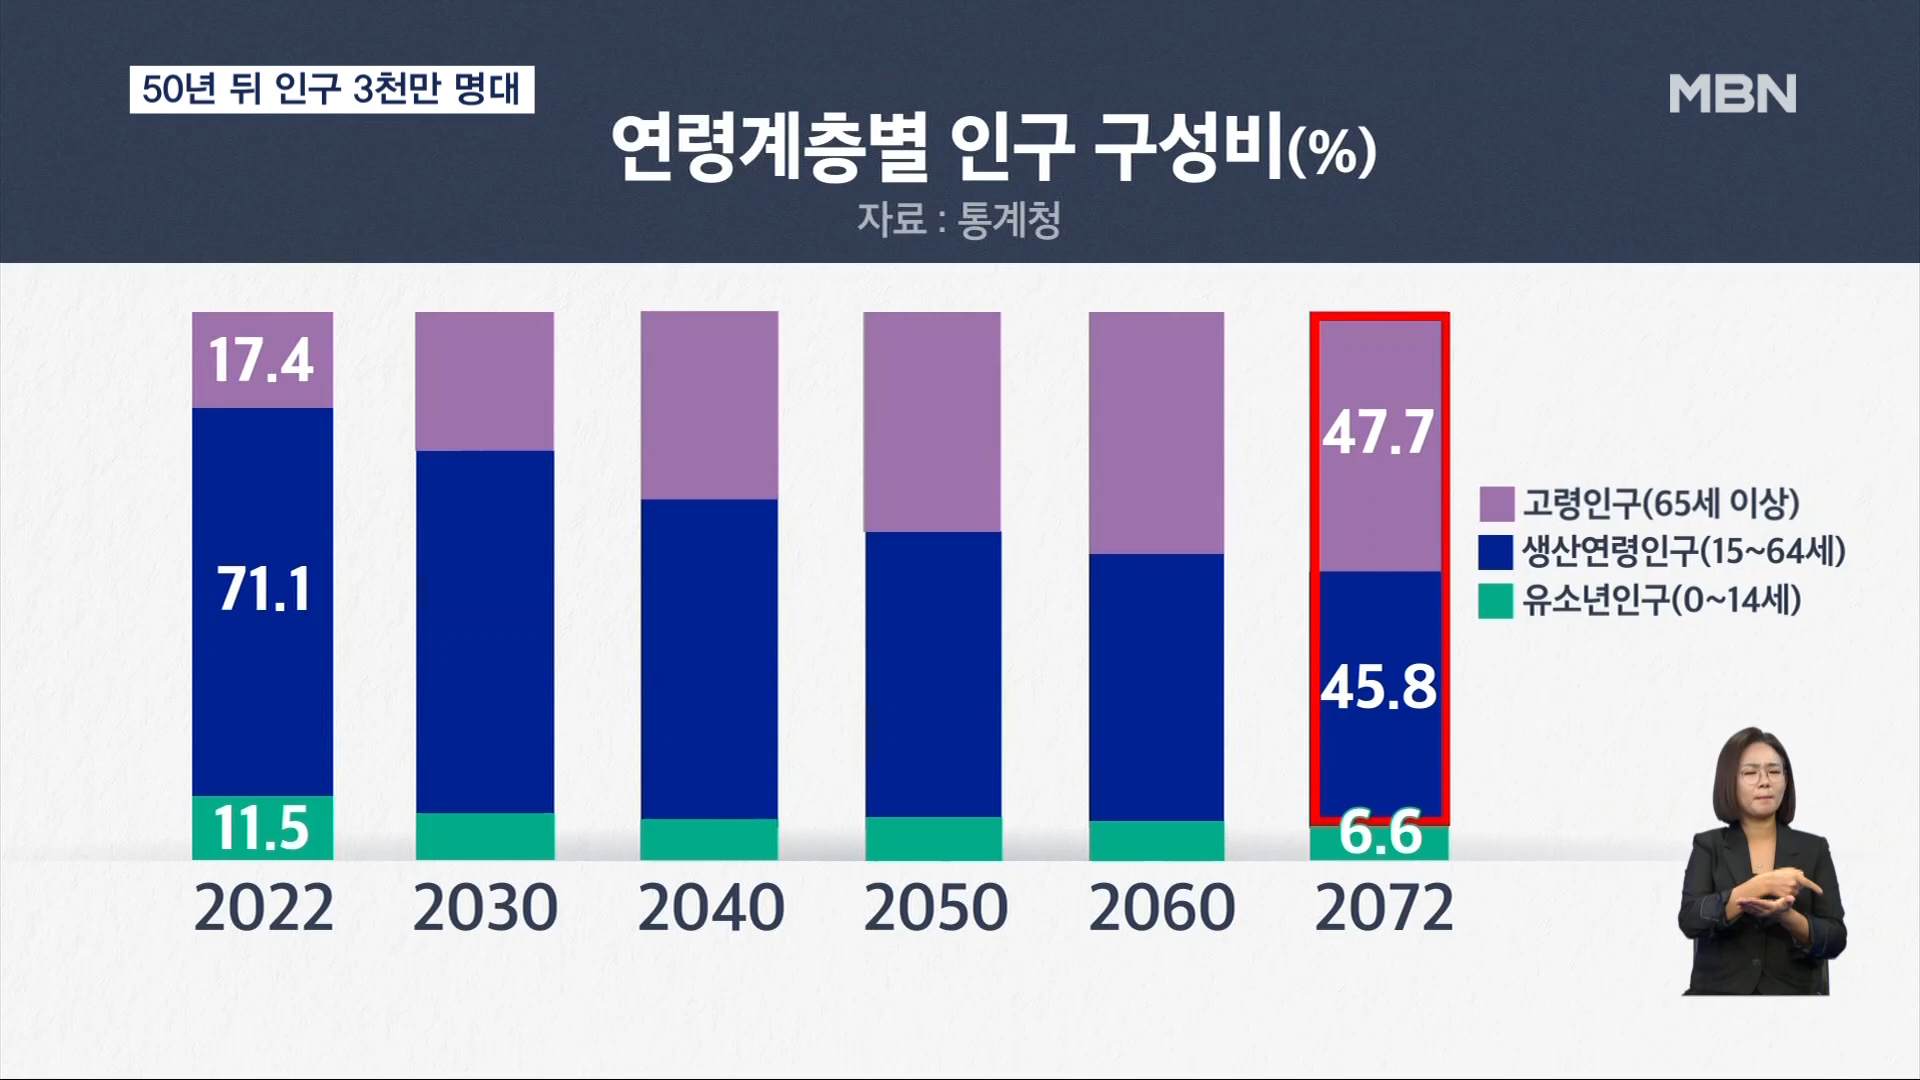 50년 뒤 인구 3천만 명대
MBN
연령계층별 인구 구성비(%)
자료 : 통계청
17.4
71.1
11.5
47.7
45.8
6.6
고령인구(65세 이상)
생산연령인구(15~64세)
유소년인구(0~14세)
2022 2030 2040 2050 2060 2072